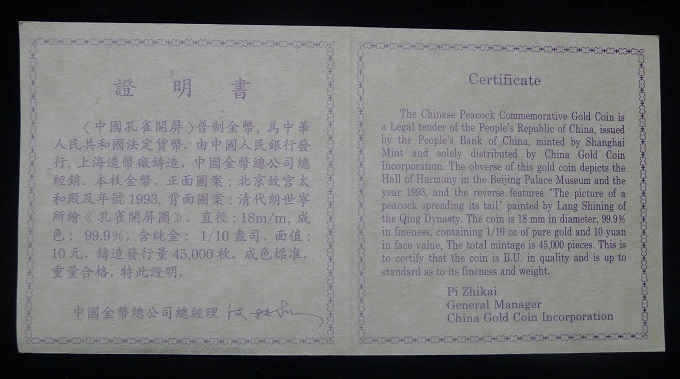 證明書
〈中國孔雀開屏〉普制金幣，為中華
人民共和國法定貨幣。由中國人民銀行發
行，上海造幣廠鑄造，中國金幣總公司總
經銷。本枚金幣，正面圖案：北京故宮太
和殿及年號1993，背面圖案：清代朗世寧
所繪《孔雀開屏圖》。直徑：18m/m，成
色：99.9%，含純金：1/10盎司，面值：
10元，鑄造發行量45,000枚。成色標准，
重量合格，特此證明。
中國金幣總公司總經理
Certificate
The Chinese Peacock Commemorative Gold Coin is
a Legal tender of the People's Republic of China, issued
by the People's Bank of China, minted by Shanghai
Mint and solely distributed by China Gold Coin
Incorporation. The obverse of this gold coin depicts the
Hall of Harmony in the Beijing Palace Museum and the
year 1993, and the reverse features "The picture of a
peacock spreading its tail" painted by Lang Shining of
the Qing Dynasty. The coin is 18 mm in diameter, 99.9%
in fineness, containing 1/10 oz of pure gold and 10 yuan
in face value, The total mintage is 45,000 pieces. This is
to certify that the coin is B.U. in quality and is up to
standard as to its fineness and weight.
Pi Zhikai
General Manager
China Gold Coin Incorporation